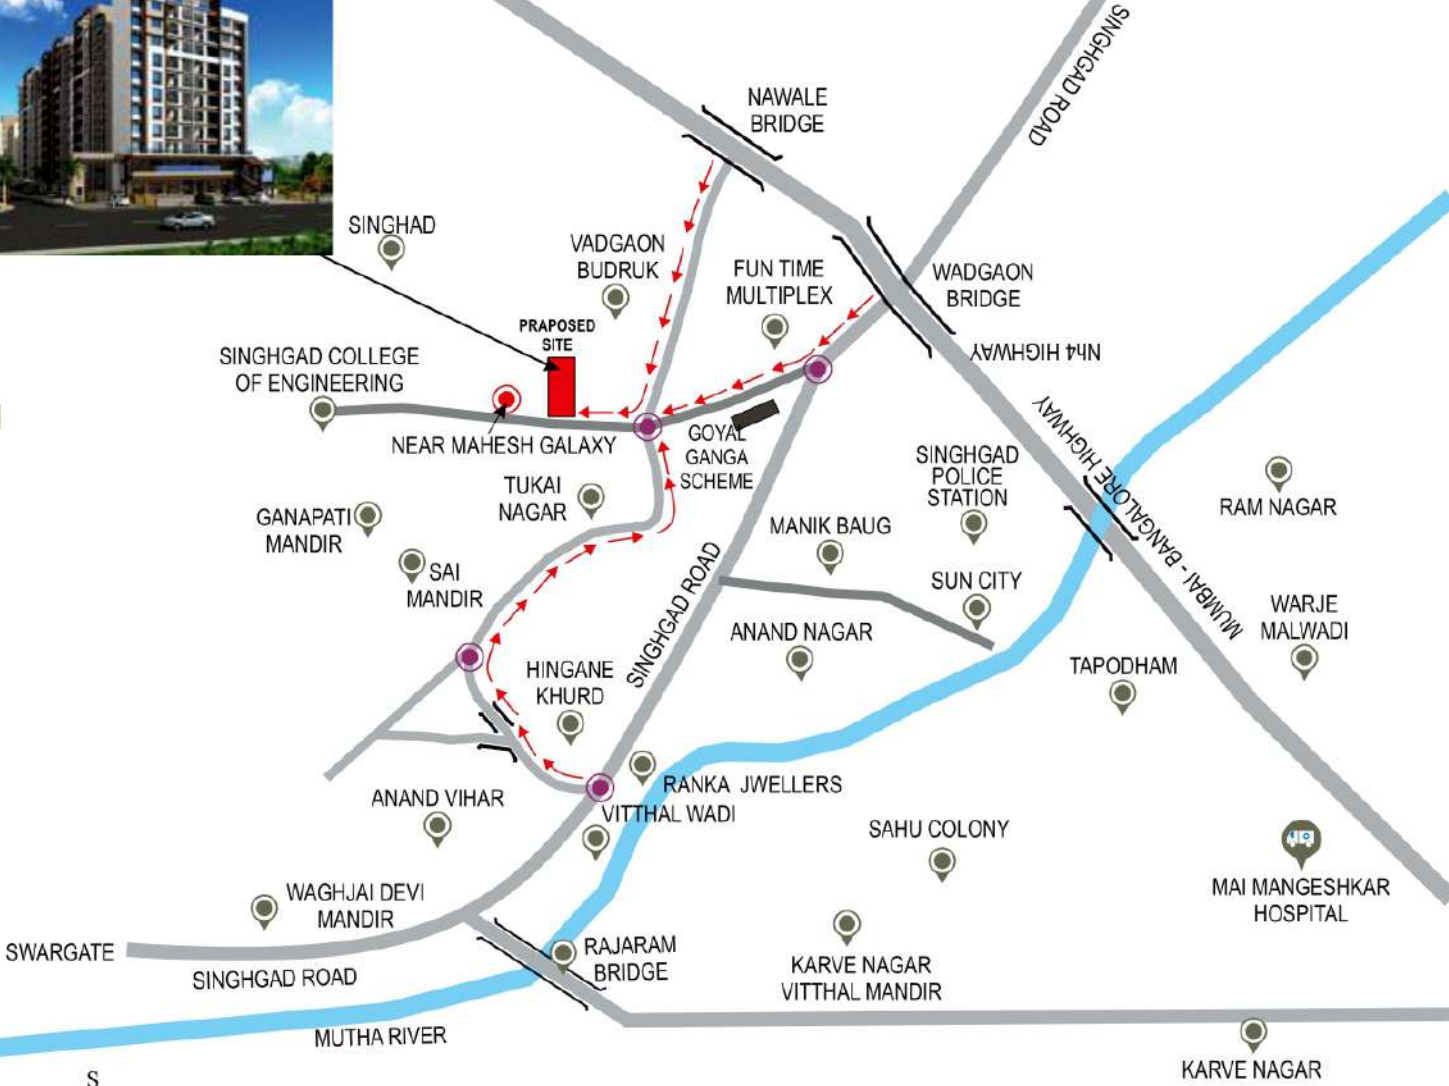 SINGHGAD ROAD
NAWALE
BRIDGE
SINGHAD
VADGAON
BUDRUK
FUN TIME
MULTIPLEX
WADGAON
BRIDGE
PRAPOSED
SITE
Nh4 HIGHWAY
SINGHGAD COLLEGE
OF ENGINEERING
NEAR MAHESH GALAXY
GOYAL
GANGA
SCHEME
MUMBAI - BANGALORE HIGHWAY
SINGHGAD
POLICE
STATION
TUKAI
NAGAR
RAM NAGAR
GANAPATI
MANDIR
MANIK BAUG
SAI
MANDIR
SUN CITY
SINGHGAD ROAD
ANAND NAGAR
WARJE
MALWADI
HINGANE
KHURD
TAPODHAM
ANAND VIHAR
RANKA JWELLERS
VITTHAL WADI
SAHU COLONY
WAGHJAI DEVI
MANDIR
MAI MANGESHKAR
HOSPITAL
SWARGATE
SINGHGAD ROAD
RAJARAM
BRIDGE
KARVE NAGAR
VITTHAL MANDIR
MUTHA RIVER
KARVE NAGAR
S